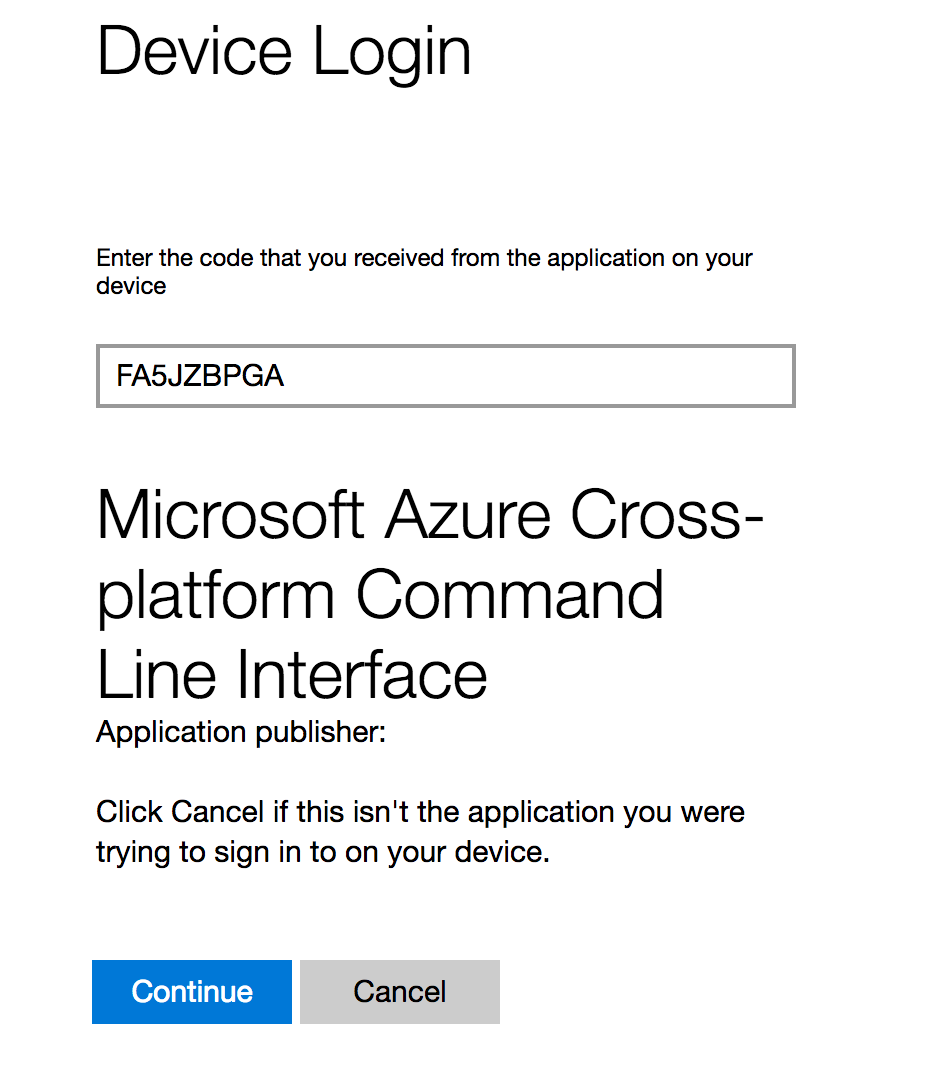 Device Login
Enter the code that you received from the application on your
device
FA5JZBPGA
Microsoft Azure Cross-
platform Command
Line Interface
Application publisher:
Click Cancel if this isn't the application you were
trying to sign in to on your device.
Continue Cancel